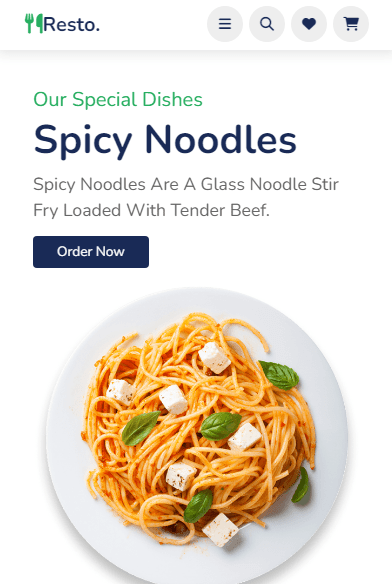 Resto.
Our Special Dishes
Spicy Noodles
Spicy Noodles Are A Glass Noodle Stir
Fry Loaded With Tender Beef.
Order Now